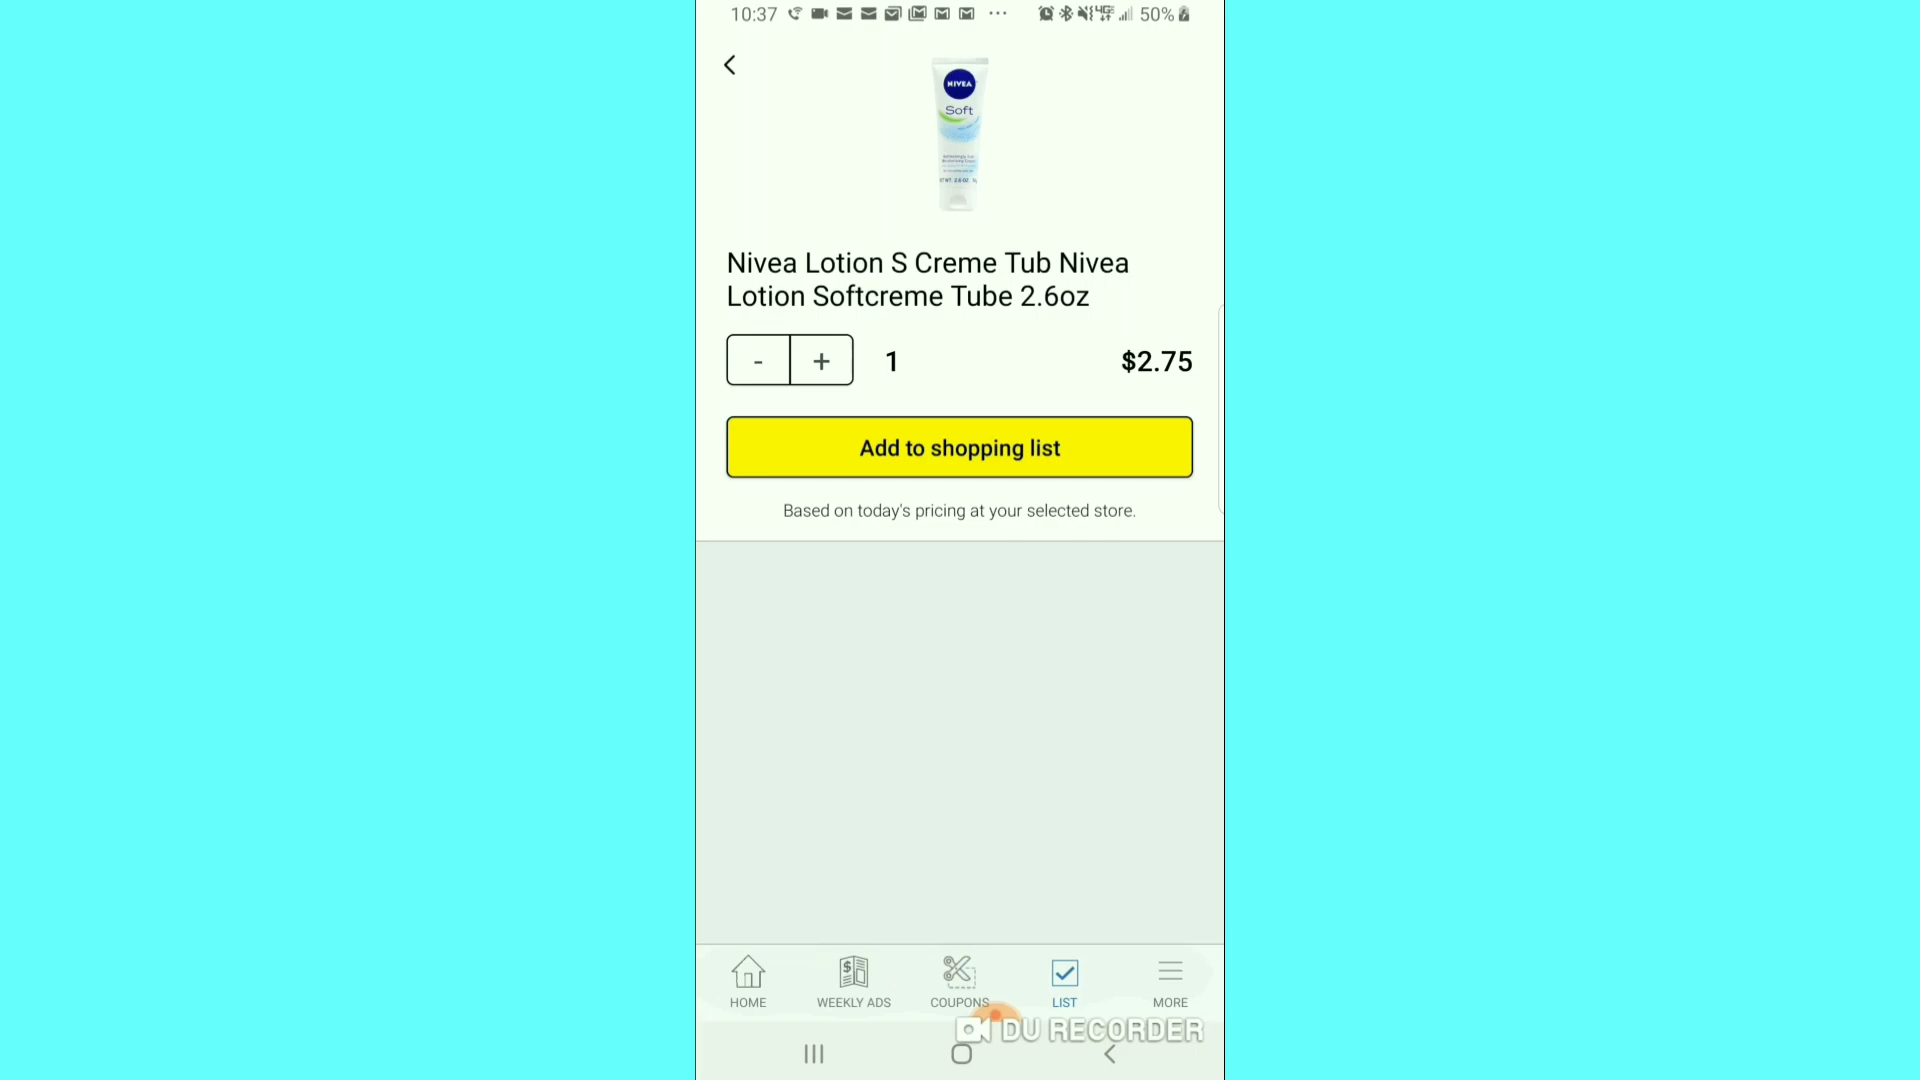 10:37
50%
NIVEA
Soft
Nivea Lotion S Creme Tub Nivea
Lotion Softcreme Tube 2.6oz
- + 1 $2.75
Add to shopping list
Based on today's pricing at your selected store.
HOME WEEKLY ADS COUPONS LIST MORE
DU RECORDER